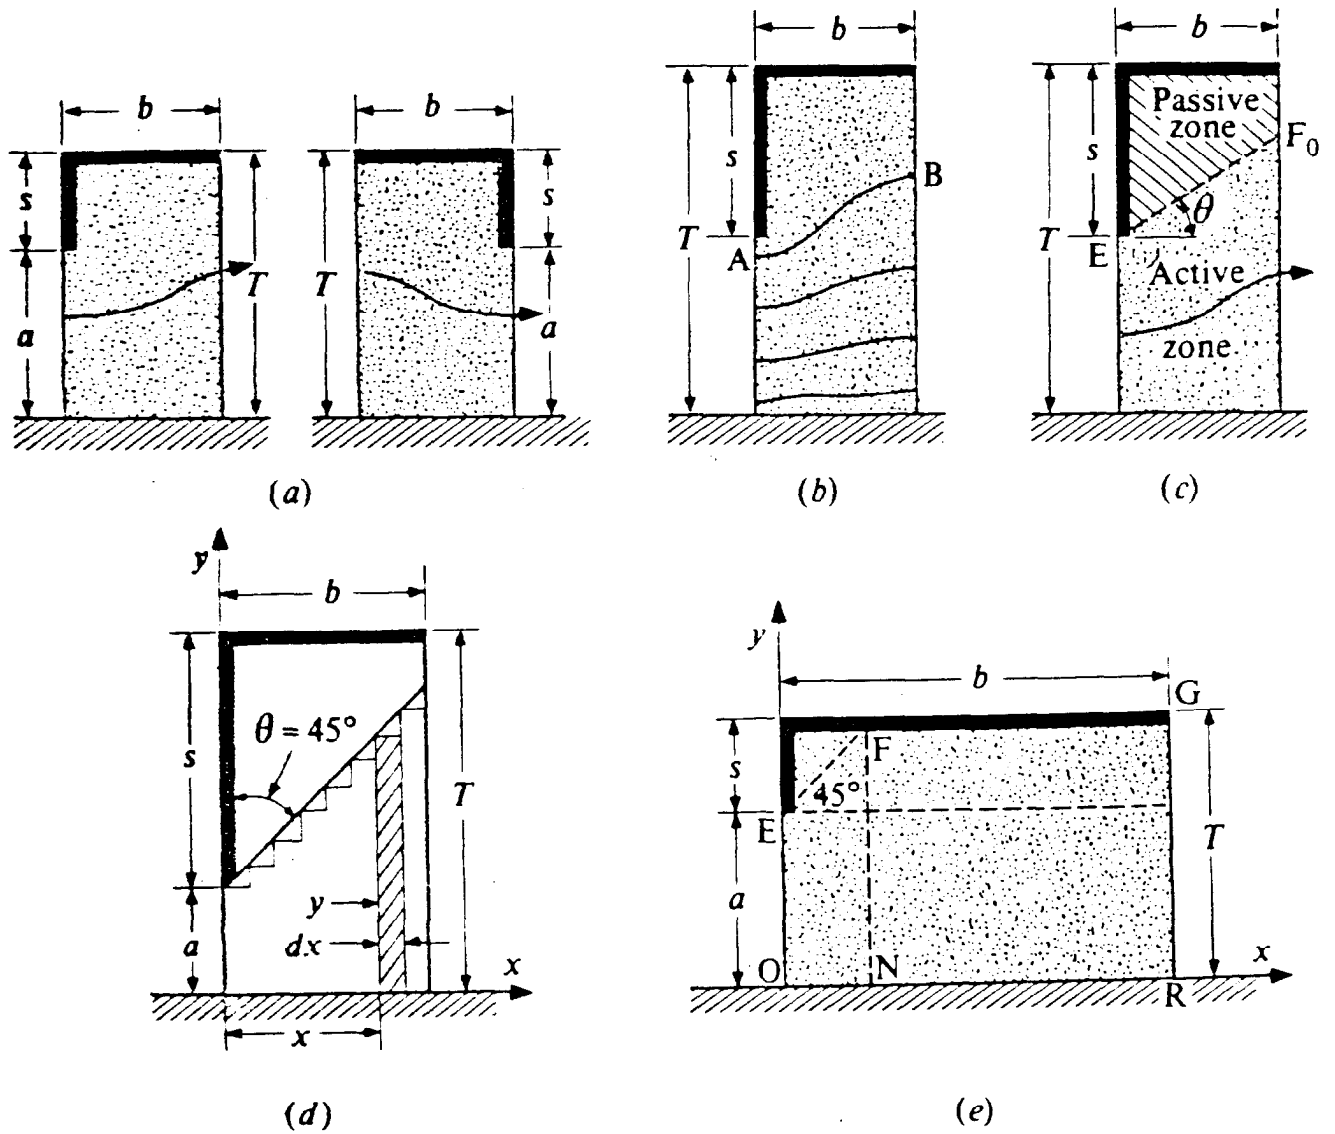 b
b
s
a
T
T
s
a
(a)
b
T
s
A
B
(b)
b
T
s
E
Passive
zone
F₀
θ
Active
zone
(c)
y
b
s
θ = 45°
T
a
y
dx
x
x
(d)
y
b
G
s
F
45°
E
T
a
O
N
x
R
(e)